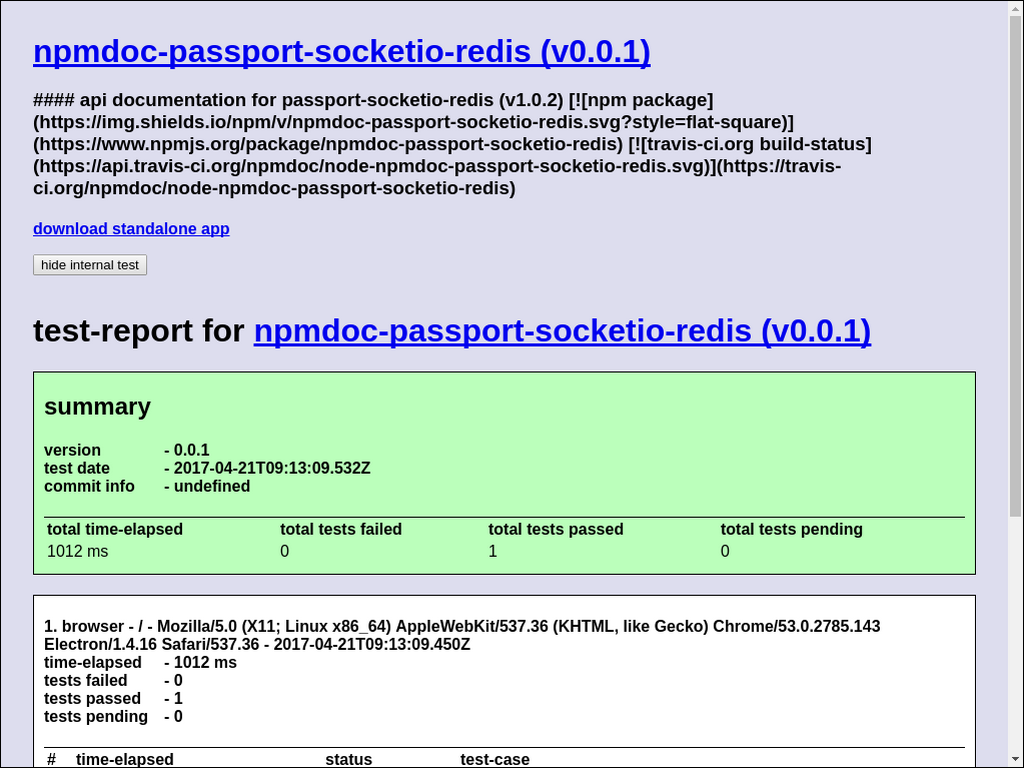 npmdoc-passport-socketio-redis (v0.0.1)
#### api documentation for passport-socketio-redis (v1.0.2) [![npm package]
(https://img.shields.io/npm/v/npmdoc-passport-socketio-redis.svg?style=flat-square)]
(https://www.npmjs.org/package/npmdoc-passport-socketio-redis) [![travis-ci.org build-status]
(https://api.travis-ci.org/npmdoc/node-npmdoc-passport-socketio-redis.svg)](https://travis-
ci.org/npmdoc/node-npmdoc-passport-socketio-redis)
download standalone app
hide internal test
test-report for npmdoc-passport-socketio-redis (v0.0.1)
summary
version - 0.0.1
test date - 2017-04-21T09:13:09.532Z
commit info - undefined
total time-elapsed total tests failed total tests passed total tests pending
1012 ms 0 1 0
1. browser - / - Mozilla/5.0 (X11; Linux x86_64) AppleWebKit/537.36 (KHTML, like Gecko) Chrome/53.0.2785.143
Electron/1.4.16 Safari/537.36 - 2017-04-21T09:13:09.450Z
time-elapsed - 1012 ms
tests failed - 0
tests passed - 1
tests pending - 0
# time-elapsed status test-case